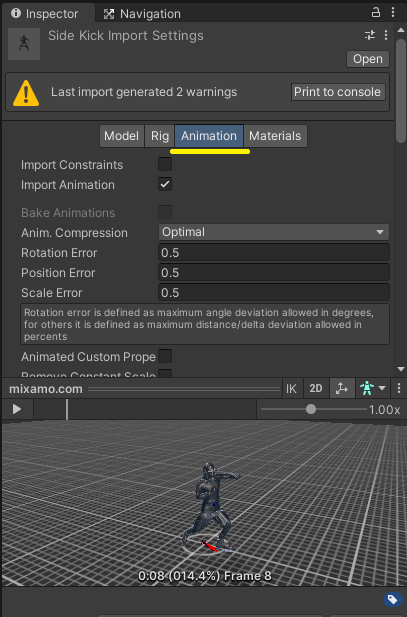 Inspector
Navigation
Side Kick Import Settings
Open
Last import generated 2 warnings
Print to console
Model Rig Animation Materials
Import Constraints
Import Animation
Bake Animations
Anim. Compression Optimal
Rotation Error 0.5
Position Error 0.5
Scale Error 0.5
Rotation error is defined as maximum angle deviation allowed in degrees,
for others it is defined as maximum distance/delta deviation allowed in
percents
Animated Custom Prope
Remove Constant Scale
mixamo.com IK 2D
1.00x
0:08 (014.4%) Frame 8